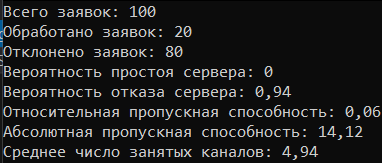 Всего заявок: 100
Обработано заявок: 20
Отклонено заявок: 80
Вероятность простоя сервера: 0
Вероятность отказа сервера: 0,94
Относительная пропускная способность: 0,06
Абсолютная пропускная способность: 14,12
Среднее число занятых каналов: 4,94